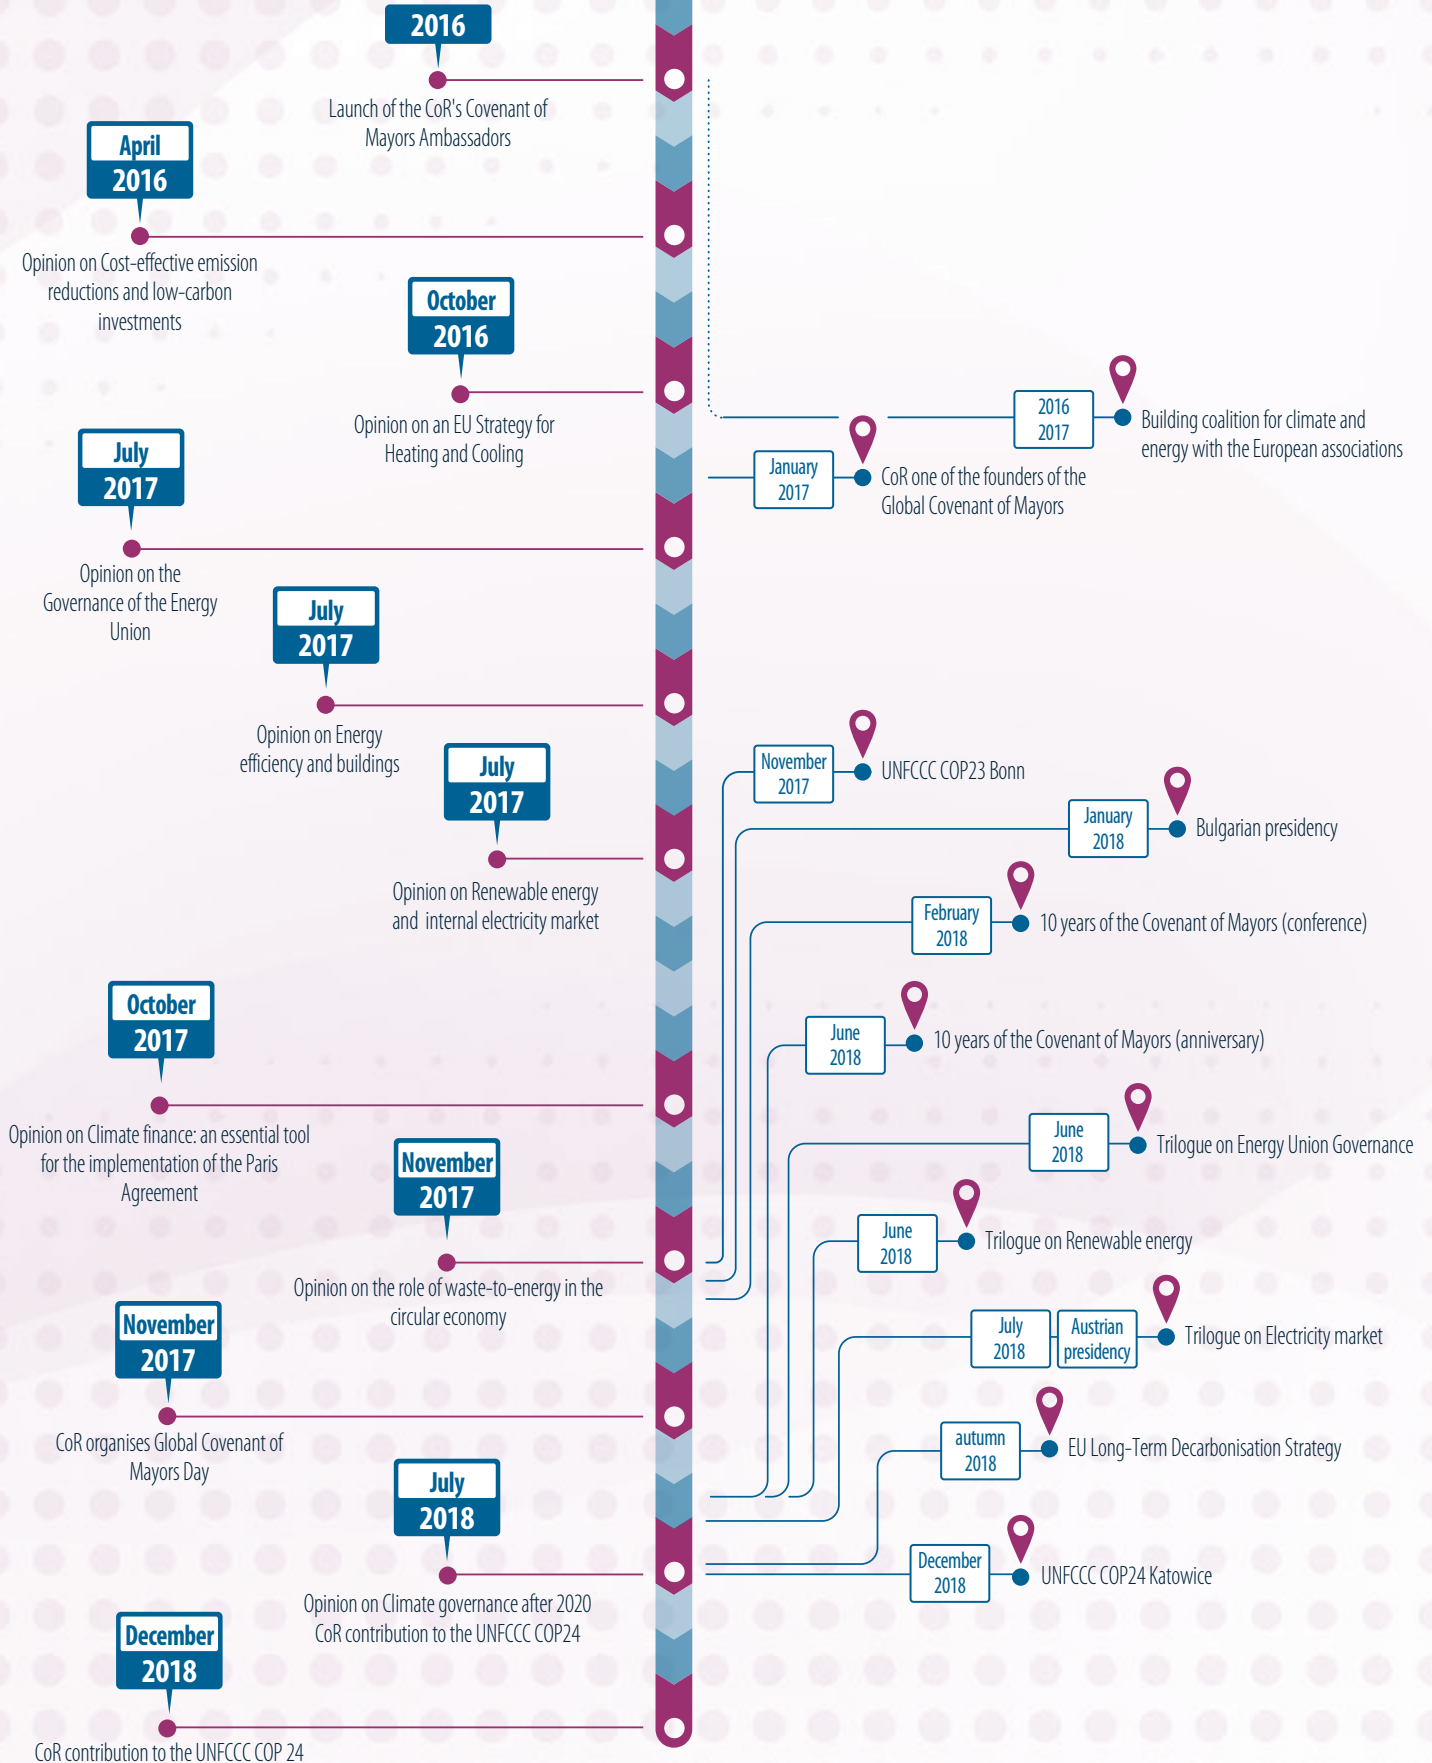 2016
Launch of the CoR's Covenant of
Mayors Ambassadors
April
2016
Opinion on Cost-effective emission
reductions and low-carbon
investments
October
2016
Opinion on an EU Strategy for
Heating and Cooling
July
2017
Opinion on the
Governance of the Energy
Union
July
2017
Opinion on Energy
efficiency and buildings
July
2017
Opinion on Renewable energy
and internal electricity market
October
2017
Opinion on Climate finance: an essential tool
for the implementation of the Paris
Agreement
November
2017
Opinion on the role of waste-to-energy in the
circular economy
November
2017
CoR organises Global Covenant of
Mayors Day
July
2018
Opinion on Climate governance after 2020
CoR contribution to the UNFCCC COP24
December
2018
CoR contribution to the UNFCCC COP 24
2016
2017
Building coalition for climate and
energy with the European associations
January
2017
CoR one of the founders of the
Global Covenant of Mayors
November
2017
UNFCCC COP23 Bonn
January
2018
Bulgarian presidency
February
2018
10 years of the Covenant of Mayors (conference)
June
2018
10 years of the Covenant of Mayors (anniversary)
June
2018
Trilogue on Energy Union Governance
June
2018
Trilogue on Renewable energy
July
2018
Austrian
presidency
Trilogue on Electricity market
autumn
2018
EU Long-Term Decarbonisation Strategy
December
2018
UNFCCC COP24 Katowice